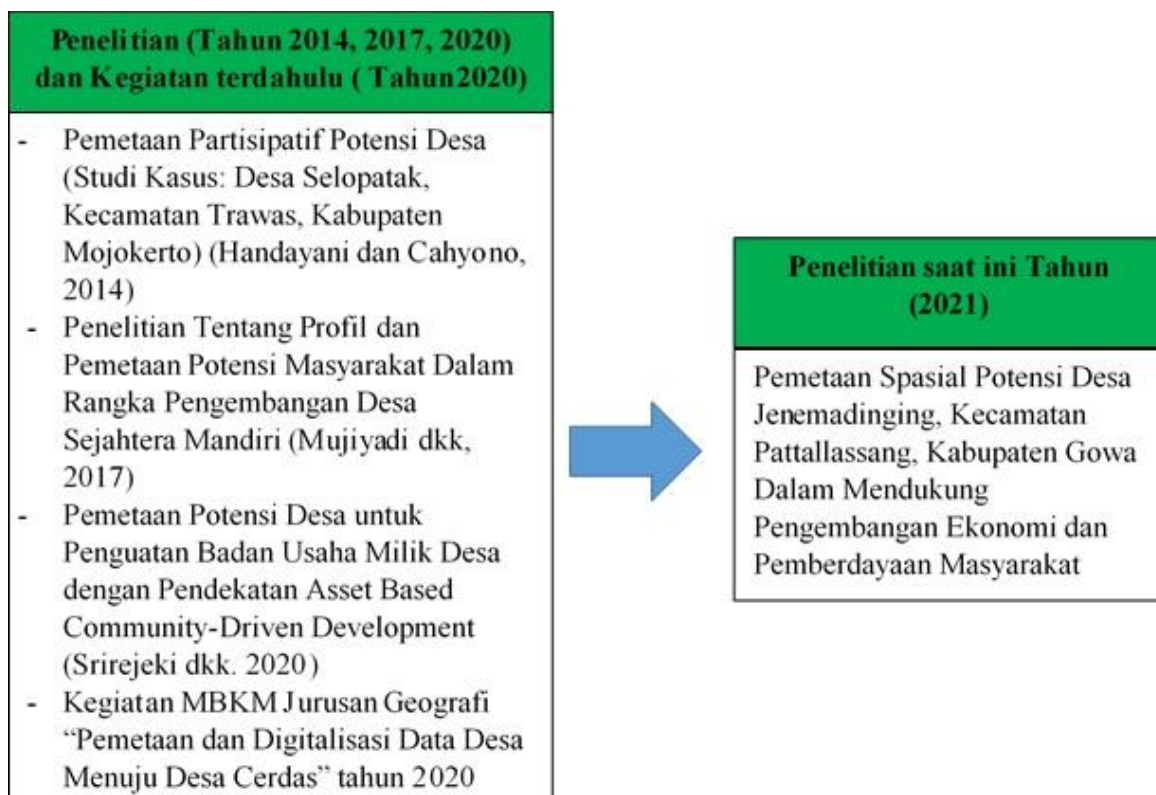 Penelitian (Tahun 2014, 2017, 2020)
dan Kegiatan terdahulu ( Tahun2020)
- Pemetaan Partisipatif Potensi Desa
(Studi Kasus: Desa Selopatak,
Kecamatan Trawas, Kabupaten
Mojokerto) (Handayani dan Cahyono,
2014)
- Penelitian Tentang Profil dan
Pemetaan Potensi Masyarakat Dalam
Rangka Pengembangan Desa
Sejahtera Mandiri (Mujiyadi dkk,
2017)
- Pemetaan Potensi Desa untuk
Penguatan Badan Usaha Milik Desa
dengan Pendekatan Asset Based
Community-Driven Development
(Srirejeki dkk. 2020)
- Kegiatan MBKM Jurusan Geografi
“Pemetaan dan Digitalisasi Data Desa
Menuju Desa Cerdas” tahun 2020
Penelitian saat ini Tahun
(2021)
Pemetaan Spasial Potensi Desa
Jenemadinging, Kecamatan
Pattallassang, Kabupaten Gowa
Dalam Mendukung
Pengembangan Ekonomi dan
Pemberdayaan Masyarakat